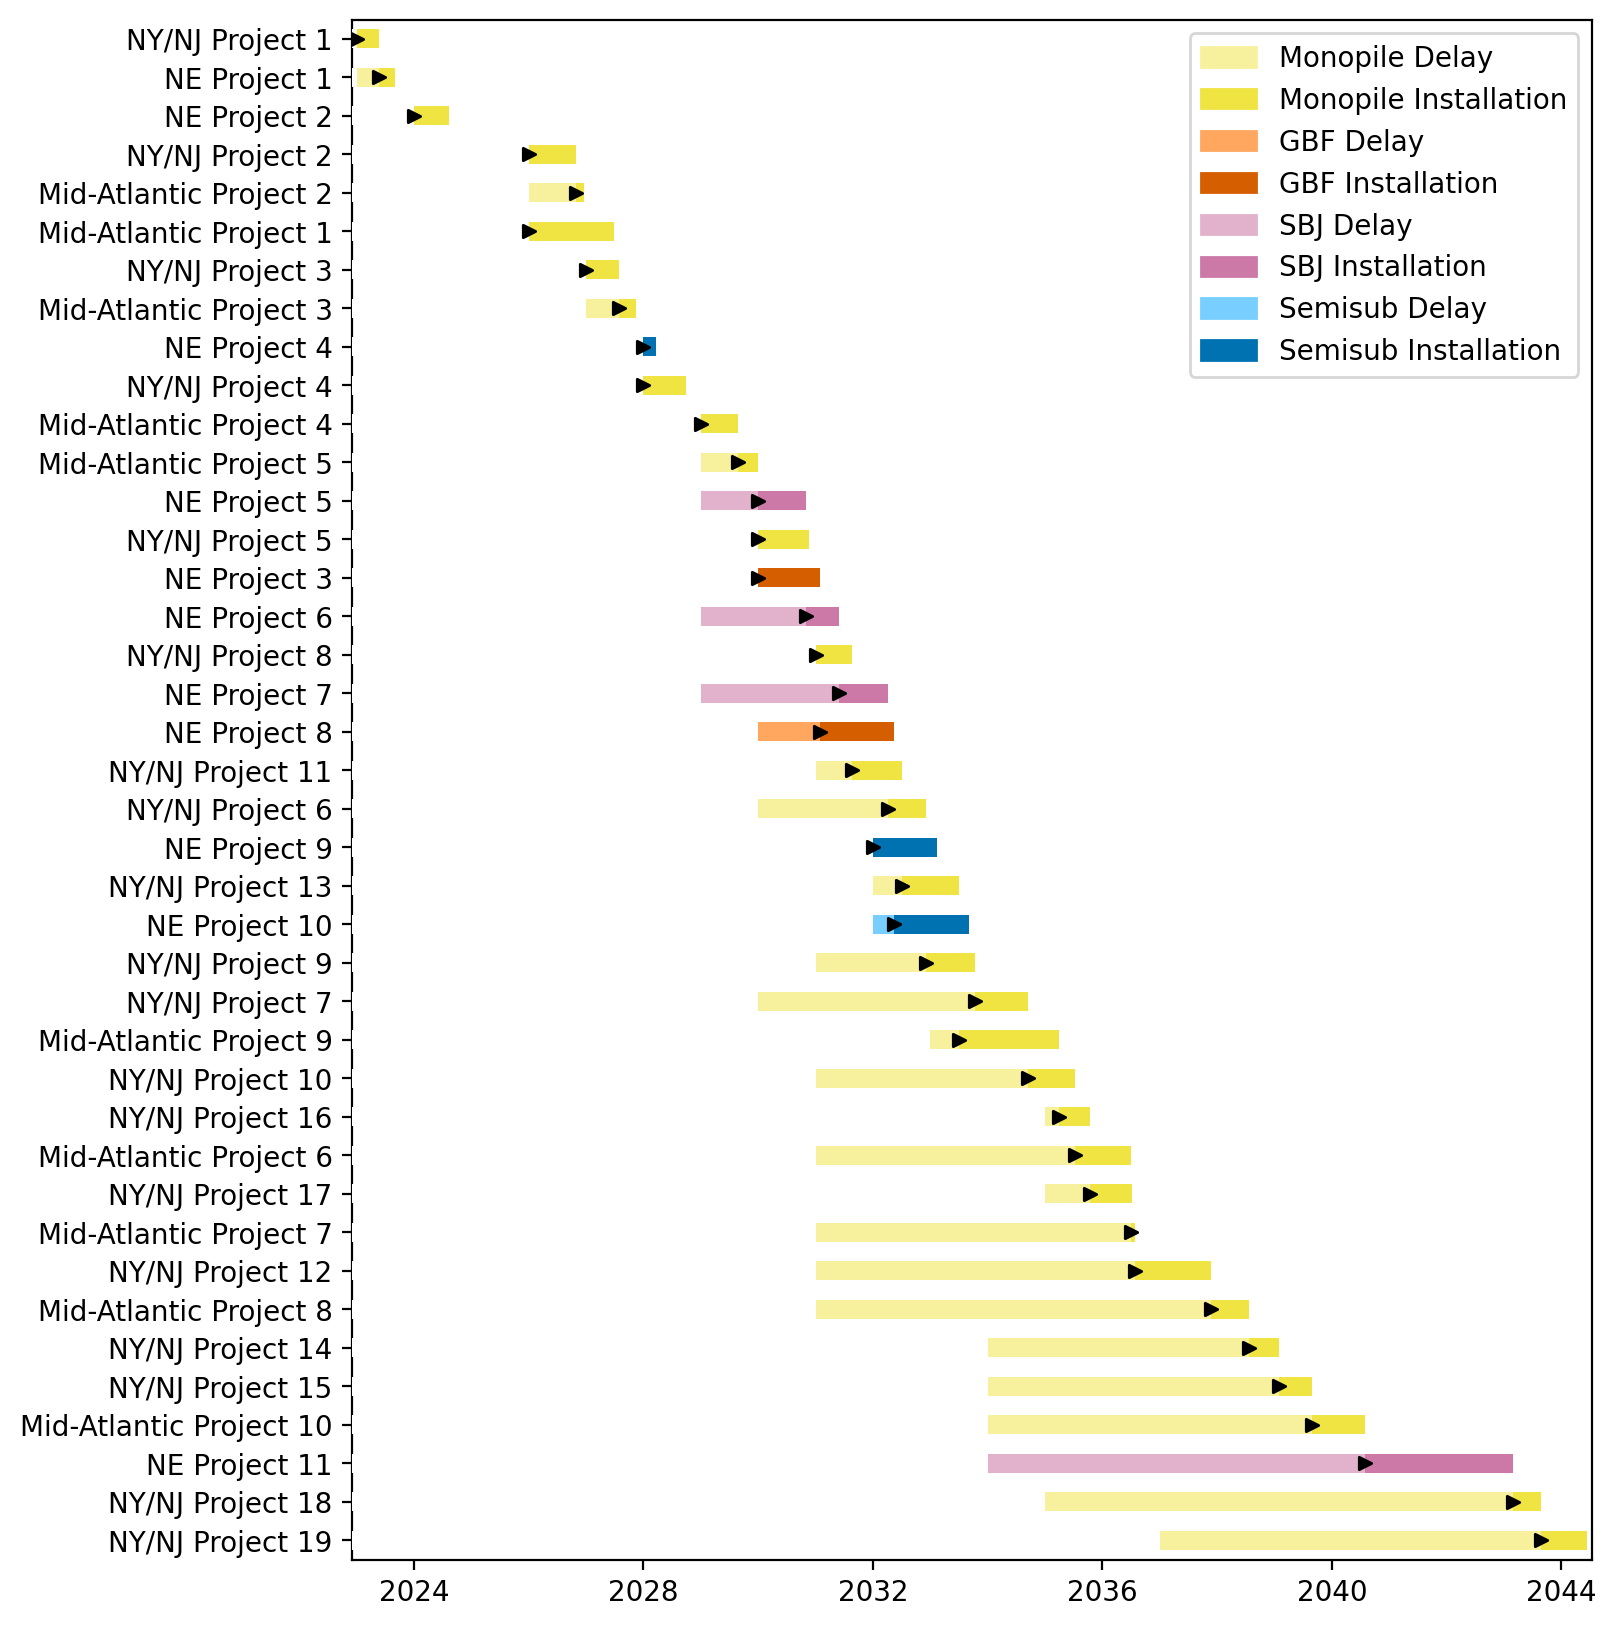 NY/NJ Project 1
NE Project 1
NE Project 2
NY/NJ Project 2
Mid-Atlantic Project 2
Mid-Atlantic Project 1
NY/NJ Project 3
Mid-Atlantic Project 3
NE Project 4
NY/NJ Project 4
Mid-Atlantic Project 4
Mid-Atlantic Project 5
NE Project 5
NY/NJ Project 5
NE Project 3
NE Project 6
NY/NJ Project 8
NE Project 7
NE Project 8
NY/NJ Project 11
NY/NJ Project 6
NE Project 9
NY/NJ Project 13
NE Project 10
NY/NJ Project 9
NY/NJ Project 7
Mid-Atlantic Project 9
NY/NJ Project 10
NY/NJ Project 16
Mid-Atlantic Project 6
NY/NJ Project 17
Mid-Atlantic Project 7
NY/NJ Project 12
Mid-Atlantic Project 8
NY/NJ Project 14
NY/NJ Project 15
Mid-Atlantic Project 10
NE Project 11
NY/NJ Project 18
NY/NJ Project 19
Monopile Delay
Monopile Installation
GBF Delay
GBF Installation
SBJ Delay
SBJ Installation
Semisub Delay
Semisub Installation
2024 2028 2032 2036 2040 2044